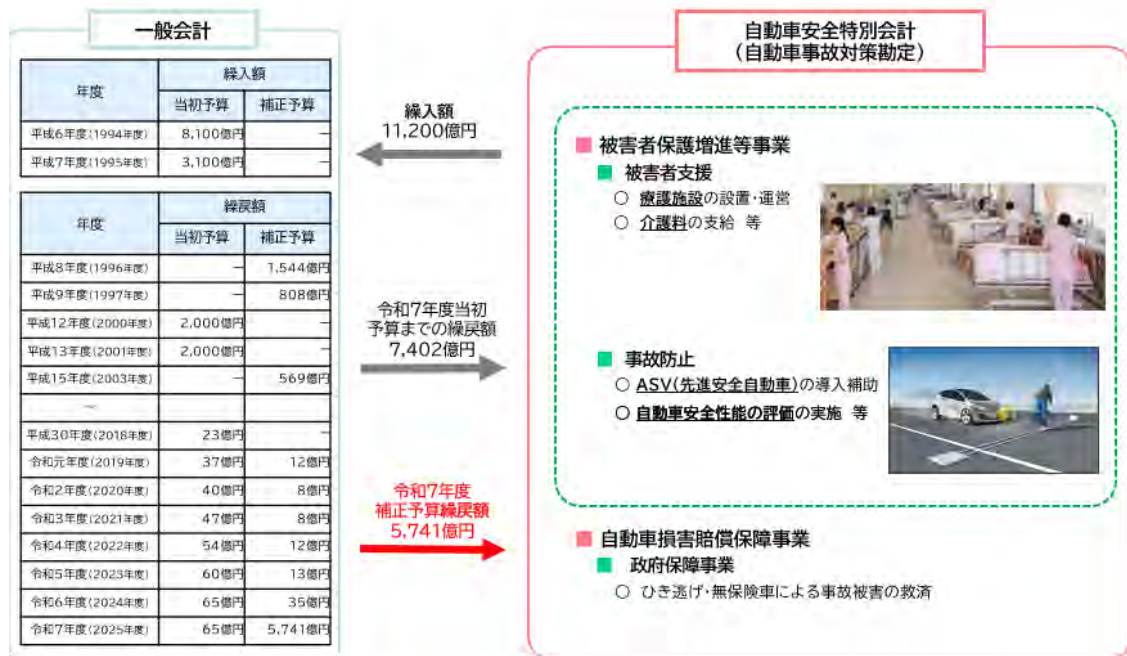 一般会計
年度 繰入額
当初予算 補正予算
平成6年度(1994年度) 8,100億円 －
平成7年度(1995年度) 3,100億円 －
年度 繰戻額
当初予算 補正予算
平成8年度(1996年度) － 1,544億円
平成9年度(1997年度) － 808億円
平成12年度(2000年度) 2,000億円 －
平成13年度(2001年度) 2,000億円 －
平成15年度(2003年度) － 569億円
～
平成30年度(2018年度) 23億円 －
令和元年度(2019年度) 37億円 12億円
令和2年度(2020年度) 40億円 8億円
令和3年度(2021年度) 47億円 8億円
令和4年度(2022年度) 54億円 12億円
令和5年度(2023年度) 60億円 13億円
令和6年度(2024年度) 65億円 35億円
令和7年度(2025年度) 65億円 5,741億円
繰入額
11,200億円
令和7年度当初
予算までの繰戻額
7,402億円
令和7年度
補正予算繰戻額
5,741億円
自動車安全特別会計
(自動車事故対策勘定)
■ 被害者保護増進等事業
■ 被害者支援
○ 療護施設の設置・運営
○ 介護料の支給 等
■ 事故防止
○ ASV(先進安全自動車)の導入補助
○ 自動車安全性能の評価の実施 等
■ 自動車損害賠償保障事業
■ 政府保障事業
○ ひき逃げ・無保険車による事故被害の救済